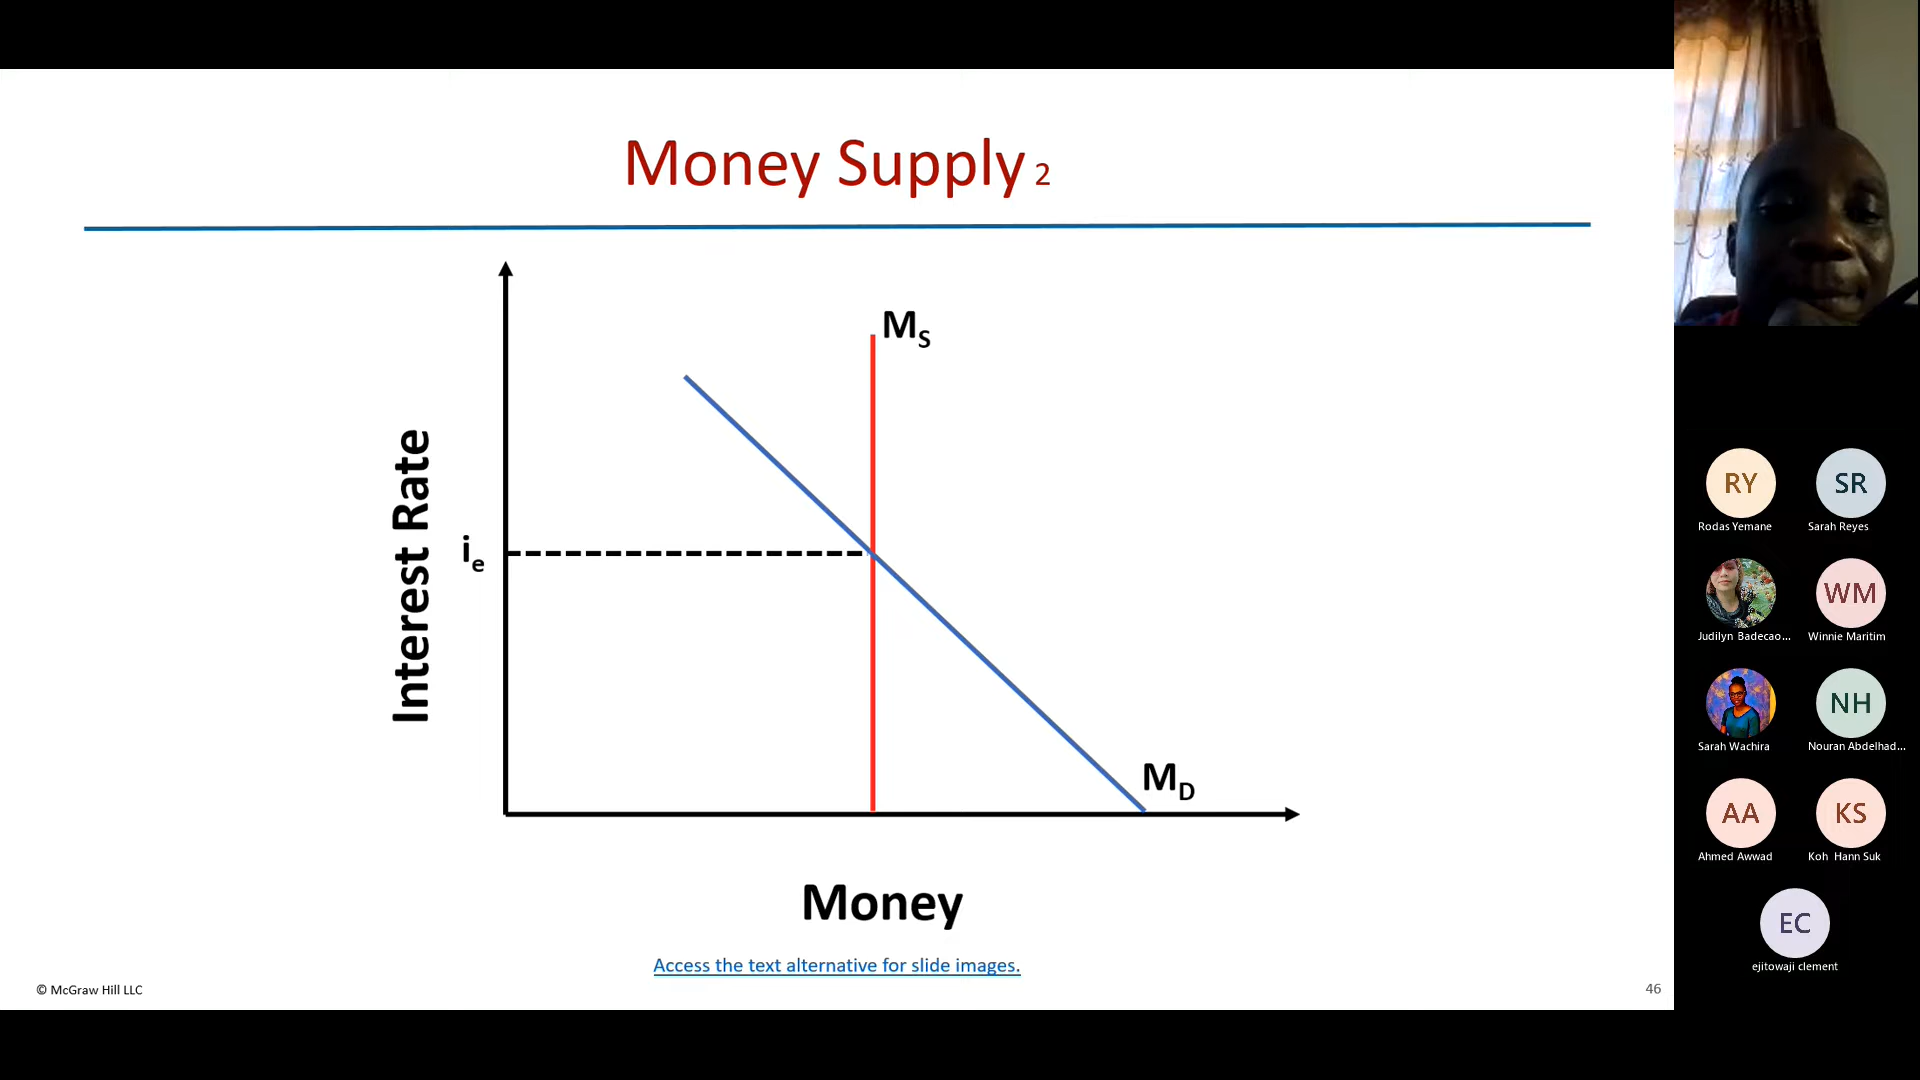 Money Supply 2
Interest Rate
ie
MS
MD
Money
Access the text alternative for slide images.
© McGraw Hill LLC
46
RY
SR
Rodas Yemane
Sarah Reyes
WM
Judilyn Badecao...
Winnie Maritim
NH
Sarah Wachira
Nouran Abdelhad...
AA
KS
Ahmed Awwad
Koh Hann Suk
EC
ejitowaji clement